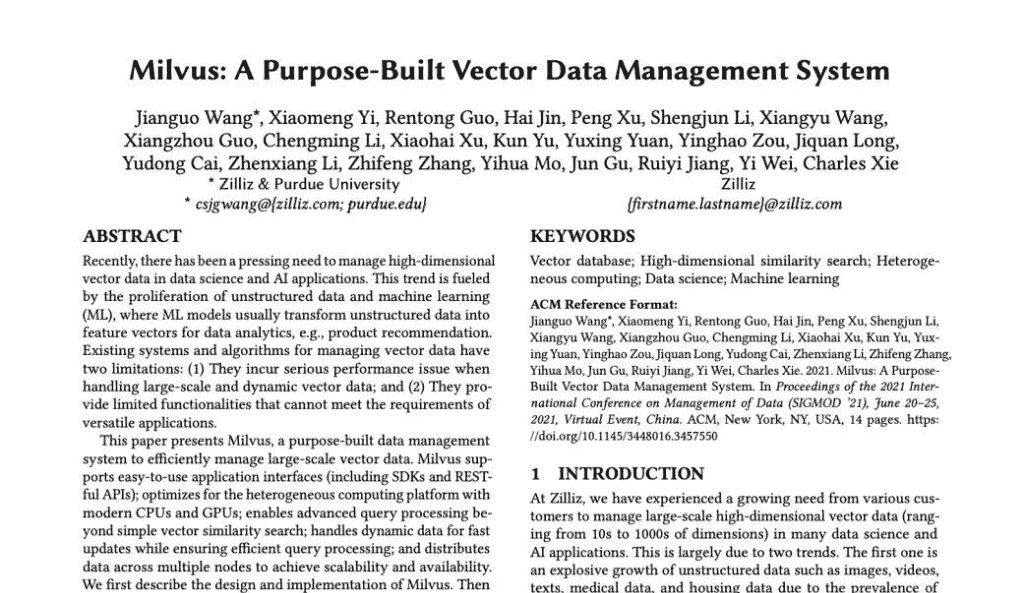 Milvus: A Purpose-Built Vector Data Management System
Jianguo Wang*, Xiaomeng Yi, Rentong Guo, Hai Jin, Peng Xu, Shengjun Li, Xiangyu Wang,
Xiangzhou Guo, Chengming Li, Xiaohai Xu, Kun Yu, Yuxing Yuan, Yinghao Zou, Jiquan Long,
Yudong Cai, Zhenxiang Li, Zhifeng Zhang, Yihua Mo, Jun Gu, Ruiyi Jiang, Yi Wei, Charles Xie
* Zilliz & Purdue University
* csjgwang@{zilliz.com; purdue.edu}
Zilliz
{firstname.lastname}@zilliz.com
ABSTRACT
Recently, there has been a pressing need to manage high-dimensional
vector data in data science and AI applications. This trend is fueled
by the proliferation of unstructured data and machine learning
(ML), where ML models usually transform unstructured data into
feature vectors for data analytics, e.g., product recommendation.
Existing systems and algorithms for managing vector data have
two limitations: (1) They incur serious performance issue when
handling large-scale and dynamic vector data; and (2) They pro-
vide limited functionalities that cannot meet the requirements of
versatile applications.
This paper presents Milvus, a purpose-built data management
system to efficiently manage large-scale vector data. Milvus sup-
ports easy-to-use application interfaces (including SDKs and REST-
ful APIs); optimizes for the heterogeneous computing platform with
modern CPUs and GPUs; enables advanced query processing be-
yond simple vector similarity search; handles dynamic data for fast
updates while ensuring efficient query processing; and distributes
data across multiple nodes to achieve scalability and availability.
We first describe the design and implementation of Milvus. Then
KEYWORDS
Vector database; High-dimensional similarity search; Heteroge-
neous computing; Data science; Machine learning
ACM Reference Format:
Jianguo Wang*, Xiaomeng Yi, Rentong Guo, Hai Jin, Peng Xu, Shengjun Li,
Xiangyu Wang, Xiangzhou Guo, Chengming Li, Xiaohai Xu, Kun Yu, Yux-
ing Yuan, Yinghao Zou, Jiquan Long, Yudong Cai, Zhenxiang Li, Zhifeng Zhang,
Yihua Mo, Jun Gu, Ruiyi Jiang, Yi Wei, Charles Xie. 2021. Milvus: A Purpose-
Built Vector Data Management System. In Proceedings of the 2021 Inter-
national Conference on Management of Data (SIGMOD '21), June 20–25,
2021, Virtual Event, China. ACM, New York, NY, USA, 14 pages. https:
//doi.org/10.1145/3448016.3457550
1 INTRODUCTION
At Zilliz, we have experienced a growing need from various cus-
tomers to manage large-scale high-dimensional vector data (rang-
ing from 10s to 1000s of dimensions) in many data science and
AI applications. This is largely due to two trends. The first one is
an explosive growth of unstructured data such as images, videos,
texts, medical data, and housing data due to the prevalence of